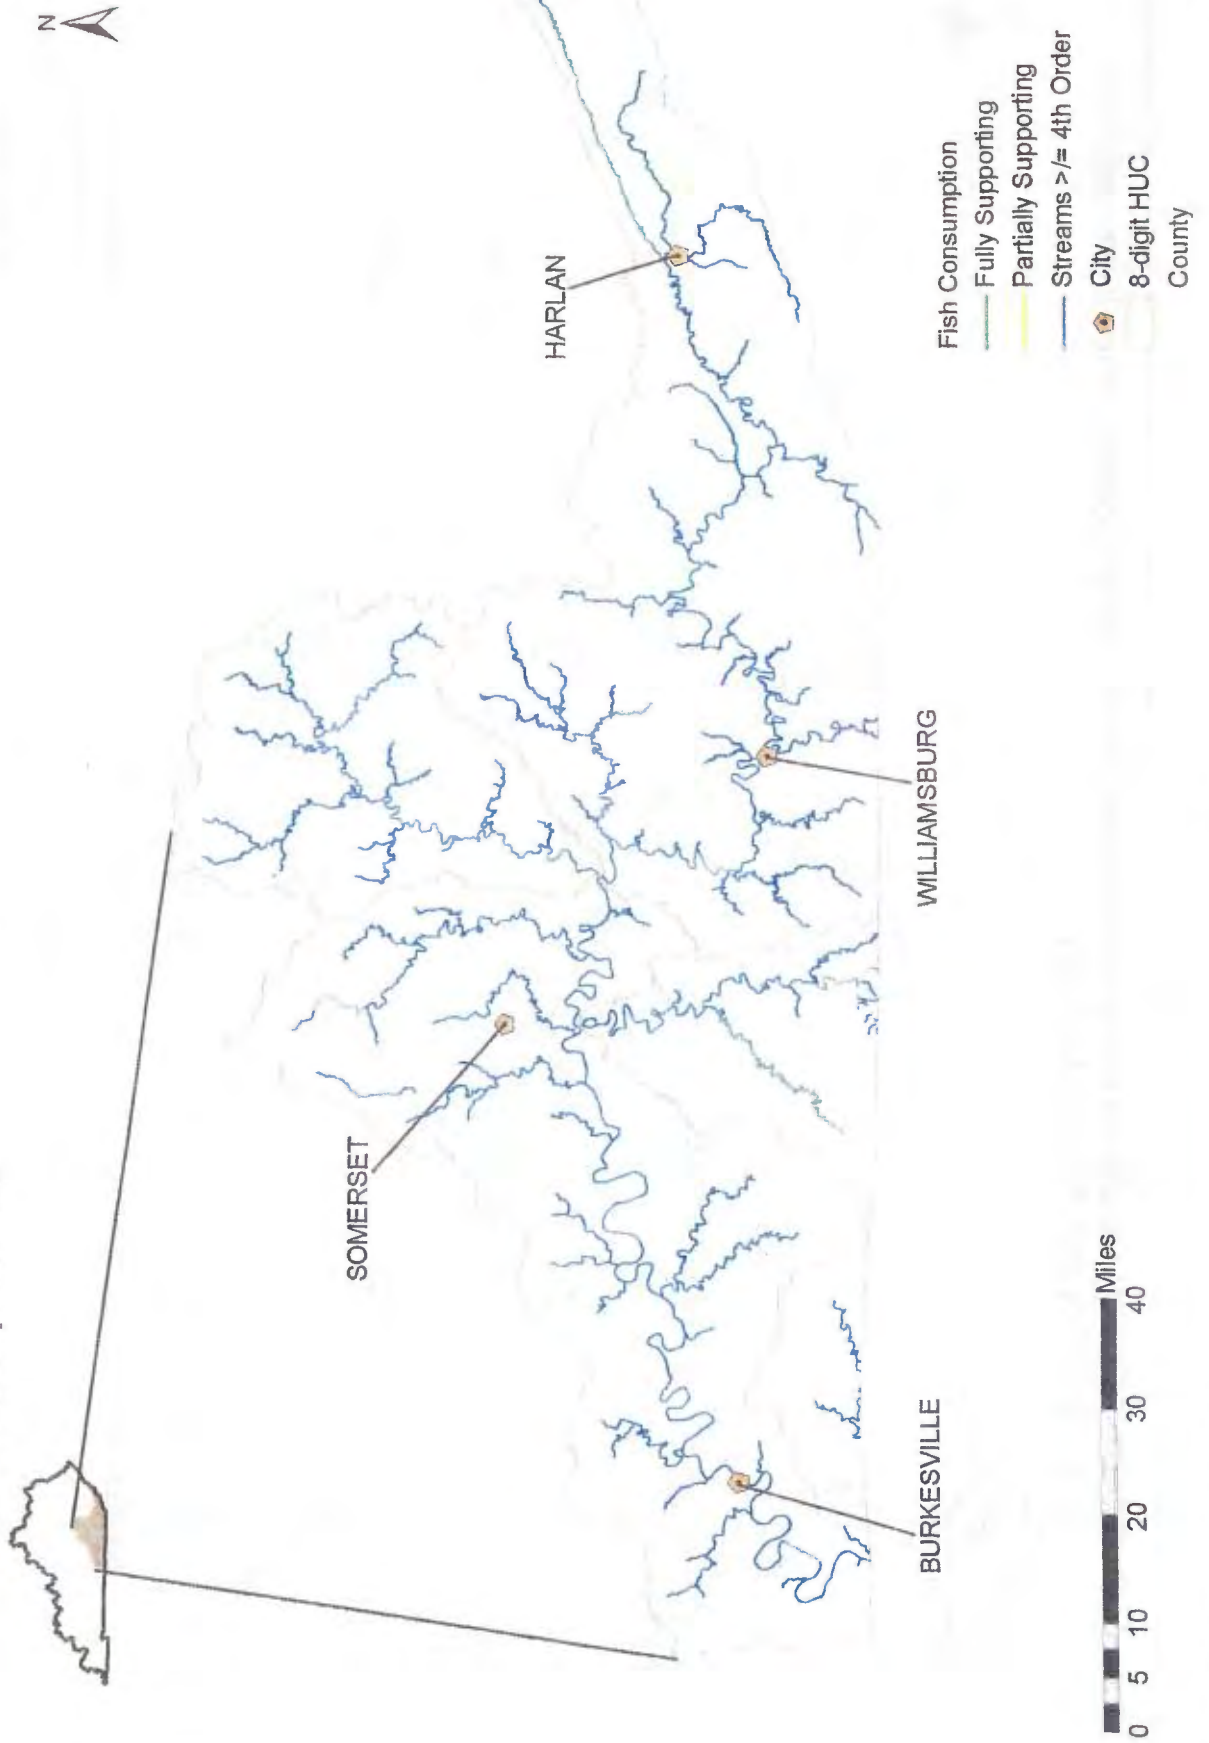 N
HARLAN
SOMERSET
WILLIAMSBURG
BURKESVILLE
Fish Consumption
Fully Supporting
Partially Supporting
Streams >/= 4th Order
City
8-digit HUC
County
0 5 10 20 30 40
Miles